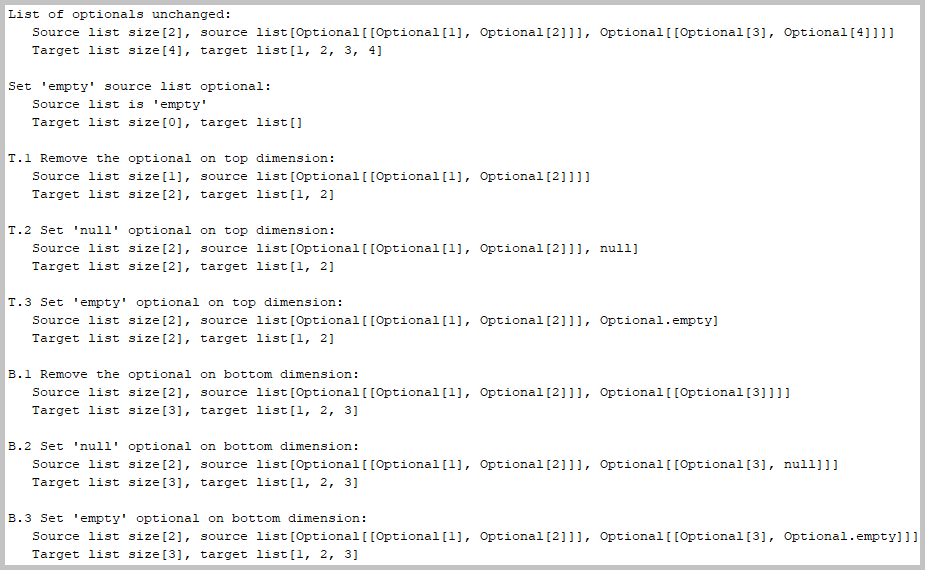 List of optionals unchanged:
Source list size[2], source list[Optional[[Optional[1], Optional[2]]], Optional[[Optional[3], Optional[4]]]]
Target list size[4], target list[1, 2, 3, 4]
Set 'empty' source list optional:
Source list is 'empty'
Target list size[0], target list[]
T.1 Remove the optional on top dimension:
Source list size[1], source list[Optional[[Optional[1], Optional[2]]]]
Target list size[2], target list[1, 2]
T.2 Set 'null' optional on top dimension:
Source list size[2], source list[Optional[[Optional[1], Optional[2]]], null]
Target list size[2], target list[1, 2]
T.3 Set 'empty' optional on top dimension:
Source list size[2], source list[Optional[[Optional[1], Optional[2]]], Optional.empty]
Target list size[2], target list[1, 2]
B.1 Remove the optional on bottom dimension:
Source list size[2], source list[Optional[[Optional[1], Optional[2]]], Optional[[Optional[3]]]]
Target list size[3], target list[1, 2, 3]
B.2 Set 'null' optional on bottom dimension:
Source list size[2], source list[Optional[[Optional[1], Optional[2]]], Optional[[Optional[3], null]]]
Target list size[3], target list[1, 2, 3]
B.3 Set 'empty' optional on bottom dimension:
Source list size[2], source list[Optional[[Optional[1], Optional[2]]], Optional[[Optional[3], Optional.empty]]]
Target list size[3], target list[1, 2, 3]